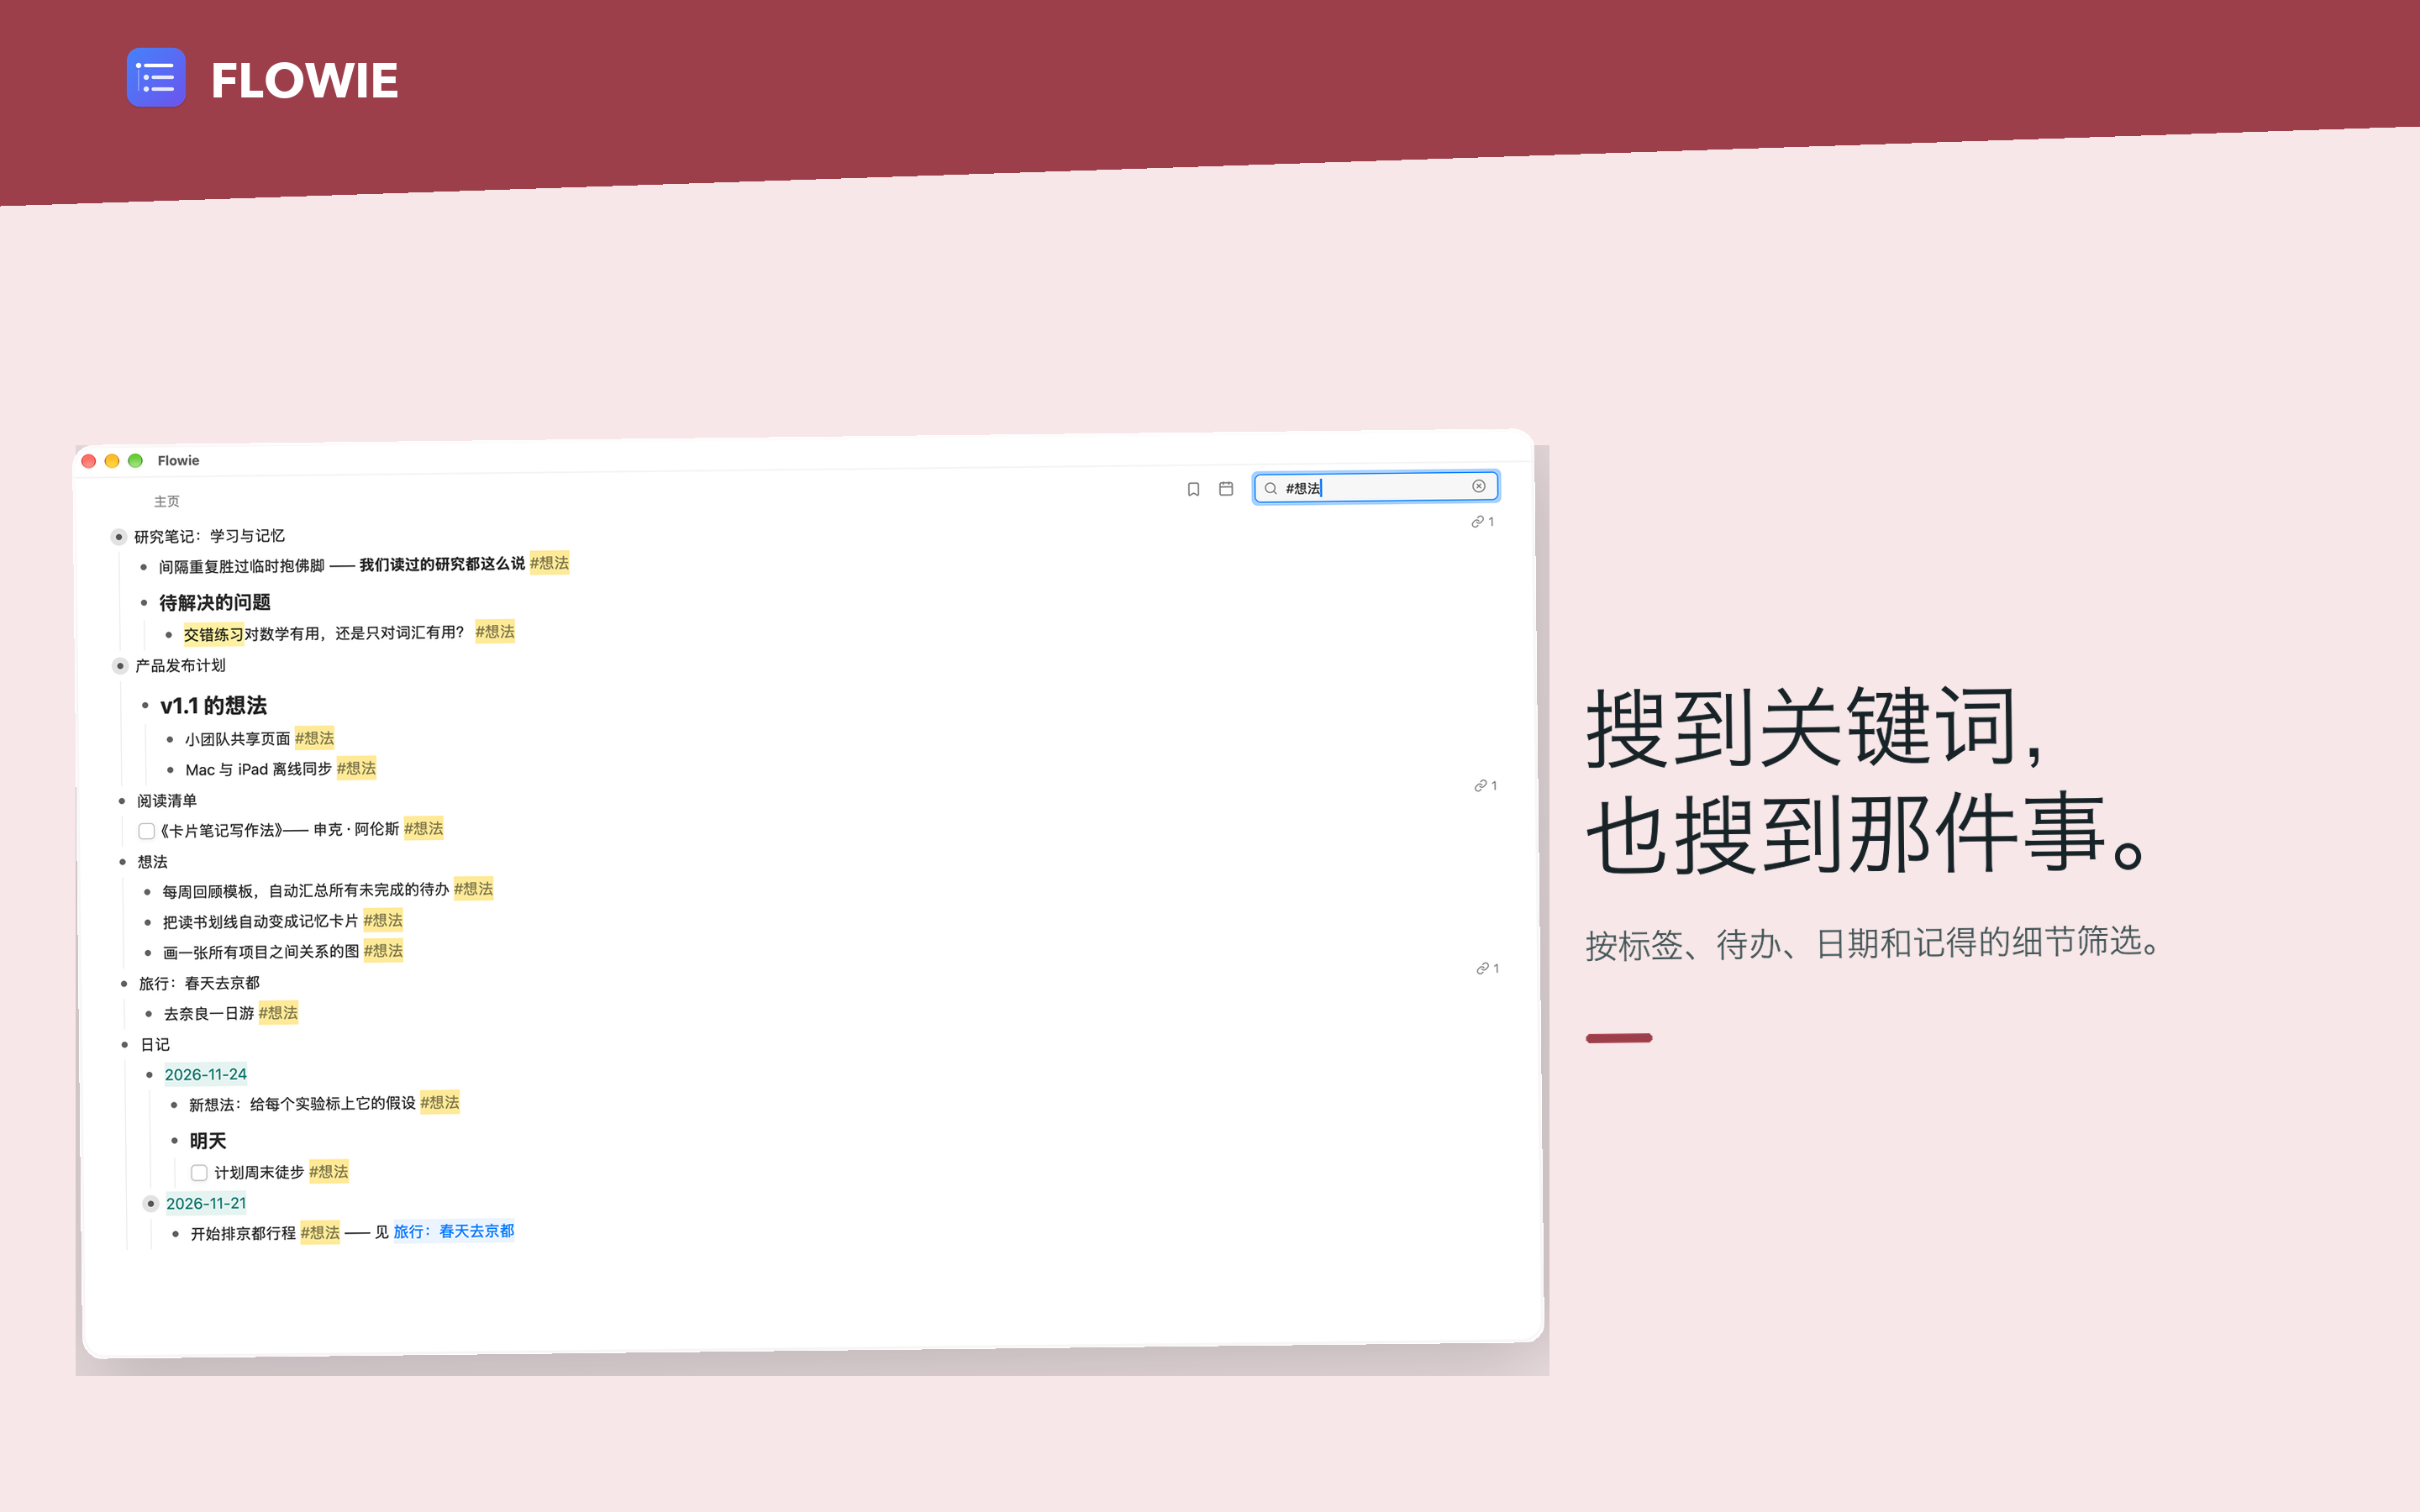 FLOWIE
Flowie
主页
#想法
研究笔记：学习与记忆
1
间隔重复胜过临时抱佛脚 —— 我们读过的研究都这么说 #想法
待解决的问题
交错练习对数学有用，还是只对词汇有用？ #想法
产品发布计划
v1.1 的想法
小团队共享页面 #想法
Mac 与 iPad 离线同步 #想法
阅读清单
1
《卡片笔记写作法》—— 申克 · 阿伦斯 #想法
想法
每周回顾模板，自动汇总所有未完成的待办 #想法
把读书划线自动变成记忆卡片 #想法
画一张所有项目之间关系的图 #想法
旅行：春天去京都
1
去奈良一日游 #想法
日记
2026-11-24
新想法：给每个实验标上它的假设 #想法
明天
计划周末徒步 #想法
2026-11-21
开始排京都行程 #想法 —— 见 旅行：春天去京都
搜到关键词，
也搜到那件事。
按标签、待办、日期和记得的细节筛选。